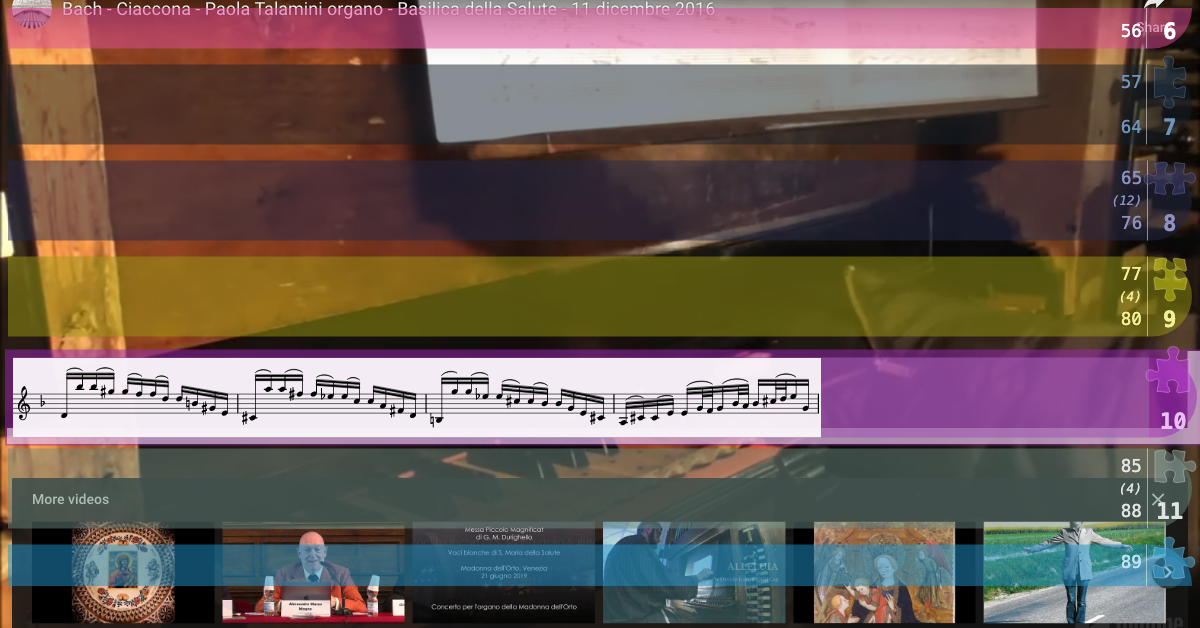 Bach - Ciaccona - Paola Talamini organo - Basilica della Salute - 11 dicembre 2016
Share
56 6
57
64 7
65
(12)
76 8
77
(4)
80 9
10
85
(4)
88 11
More videos
89
Messa Piccolo Magnificat
di G. M. Durighello
Voci bianche di S. Maria della Salute
Madonna dell'Orto, Venezia
21 giugno 2019
Concerto per l'organo della Madonna dell'Orto
ALLELUIA